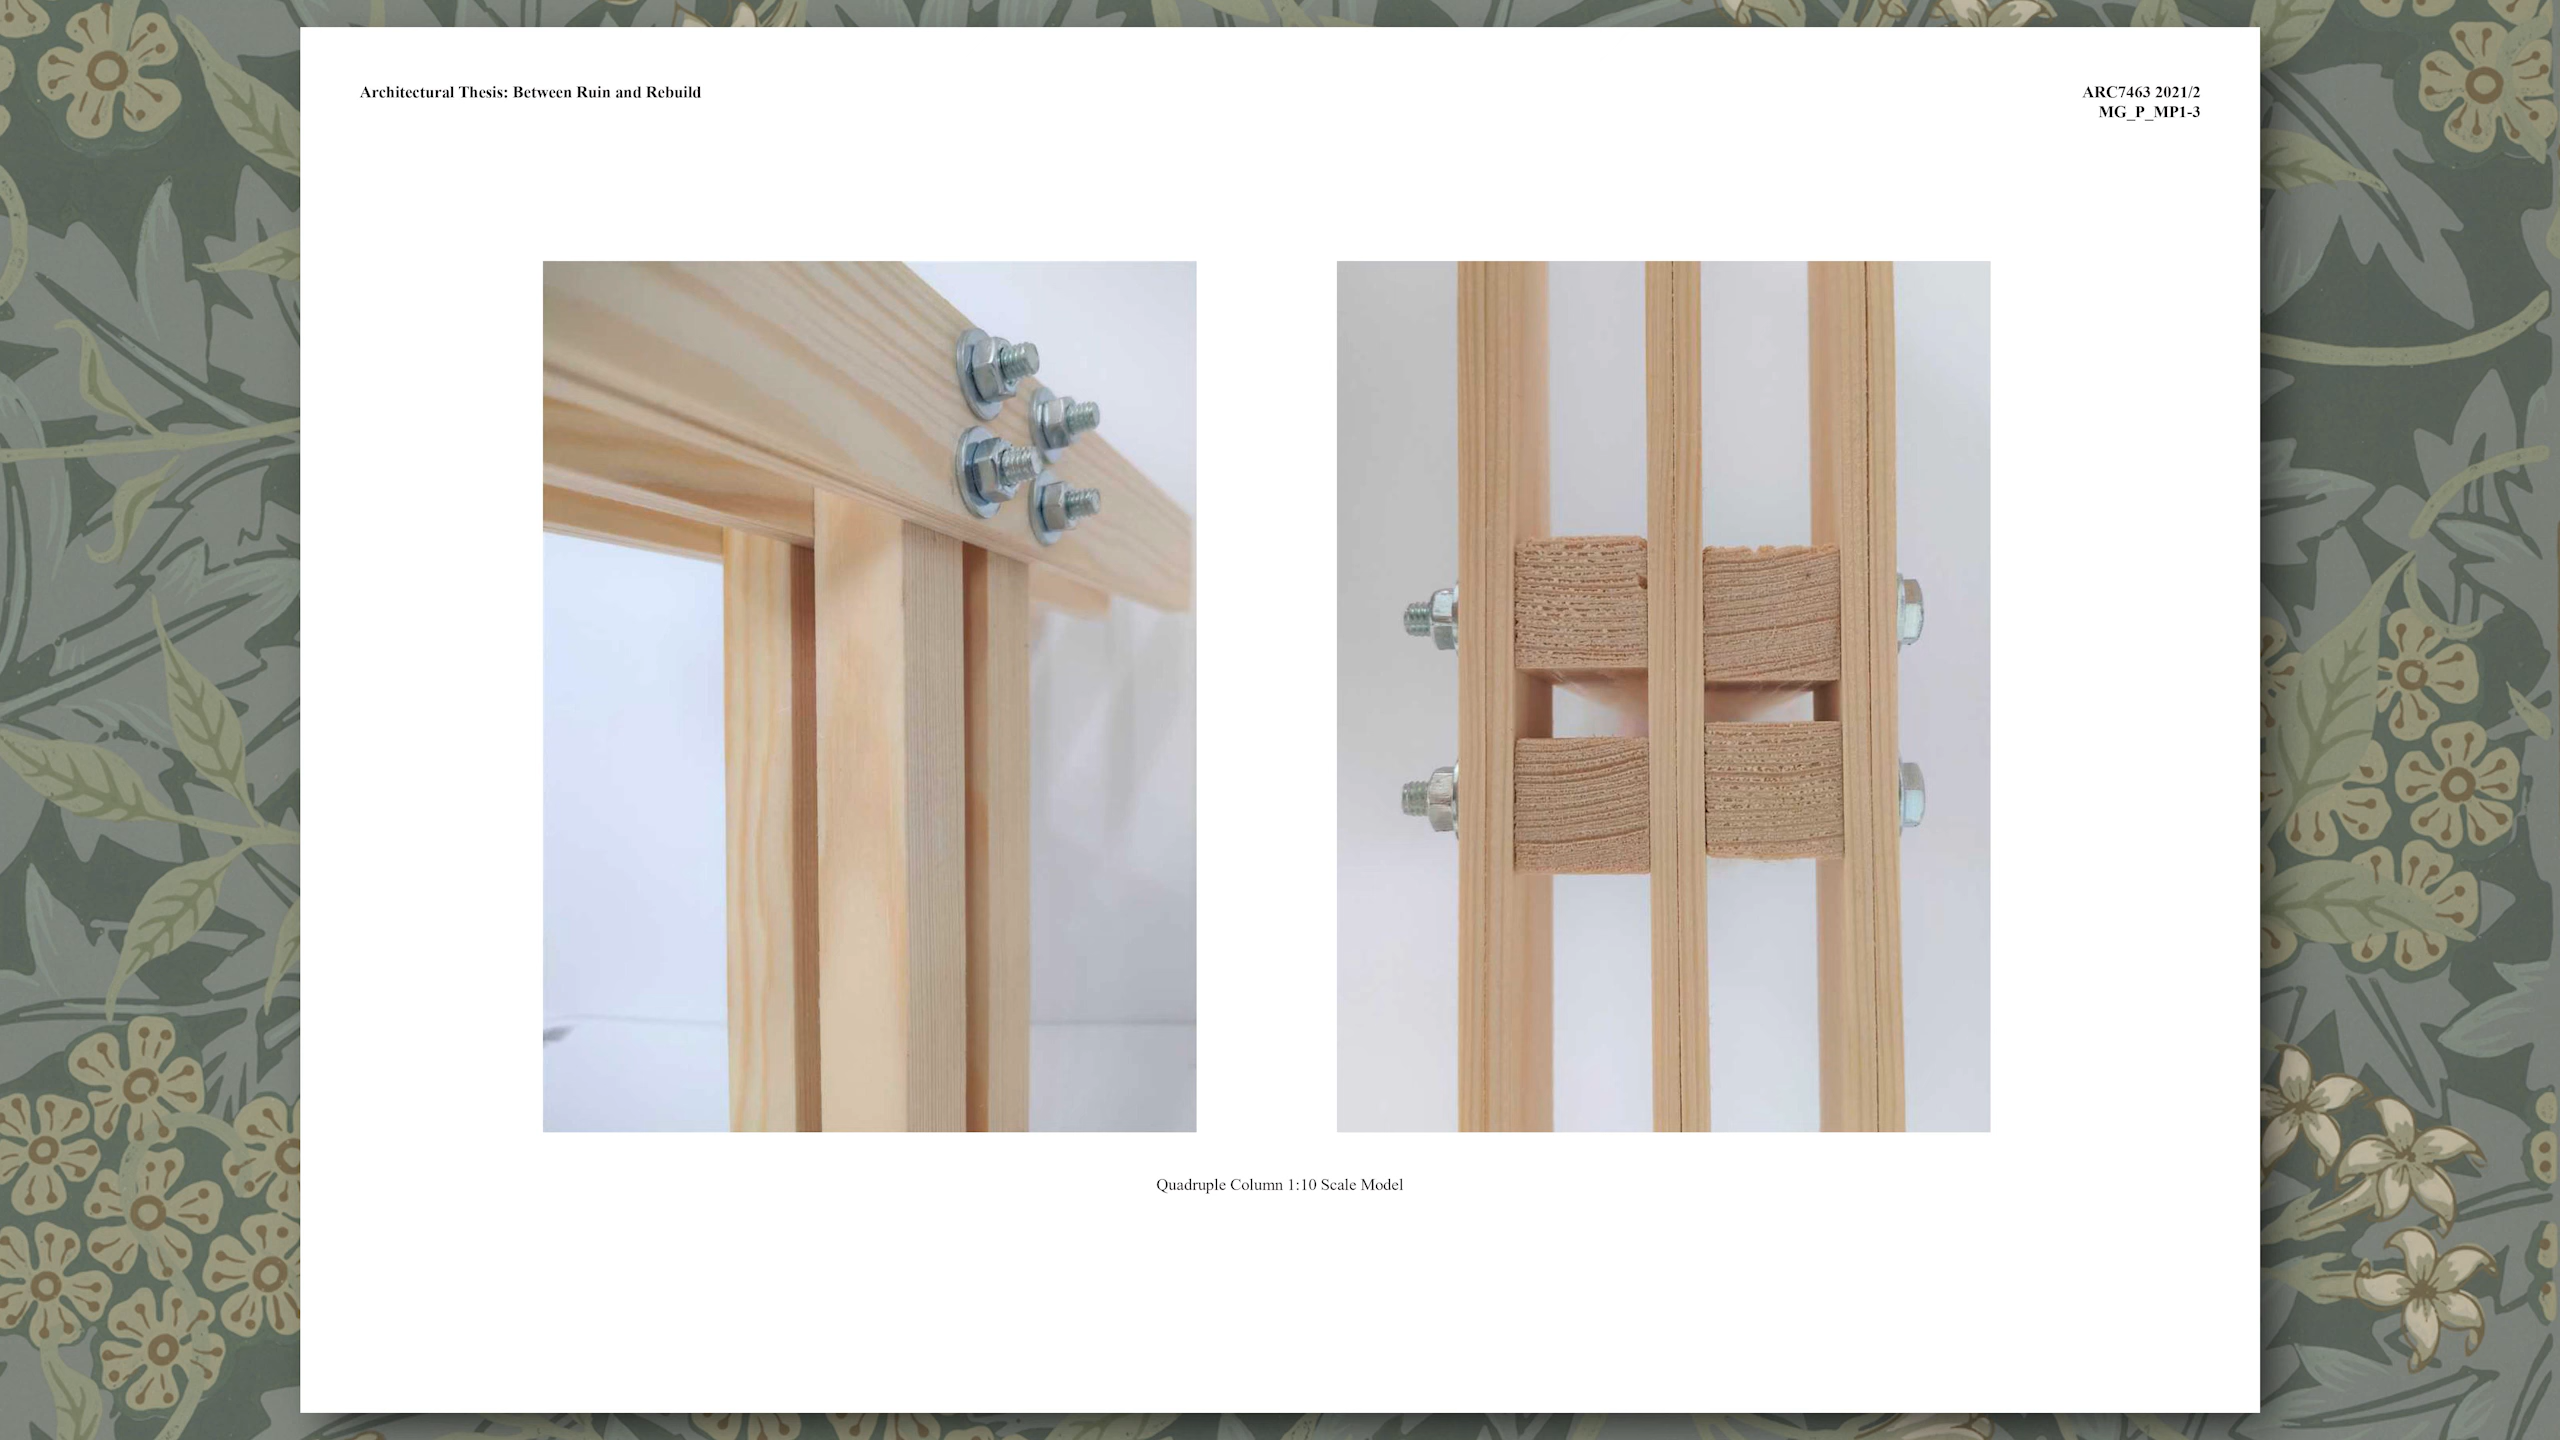 Architectural Thesis: Between Ruin and Rebuild
ARC7463 2021/2
MG_P_MP1-3
Quadruple Column 1:10 Scale Model